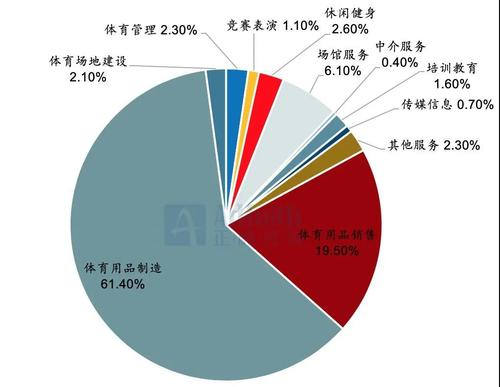 体育管理 2.30%
竞赛表演 1.10%
休闲健身
2.60%
场馆服务
6.10%
中介服务
0.40%
培训教育
1.60%
传媒信息 0.70%
其他服务 2.30%
体育用品销售
19.50%
体育用品制造
61.40%
体育场地建设
2.10%